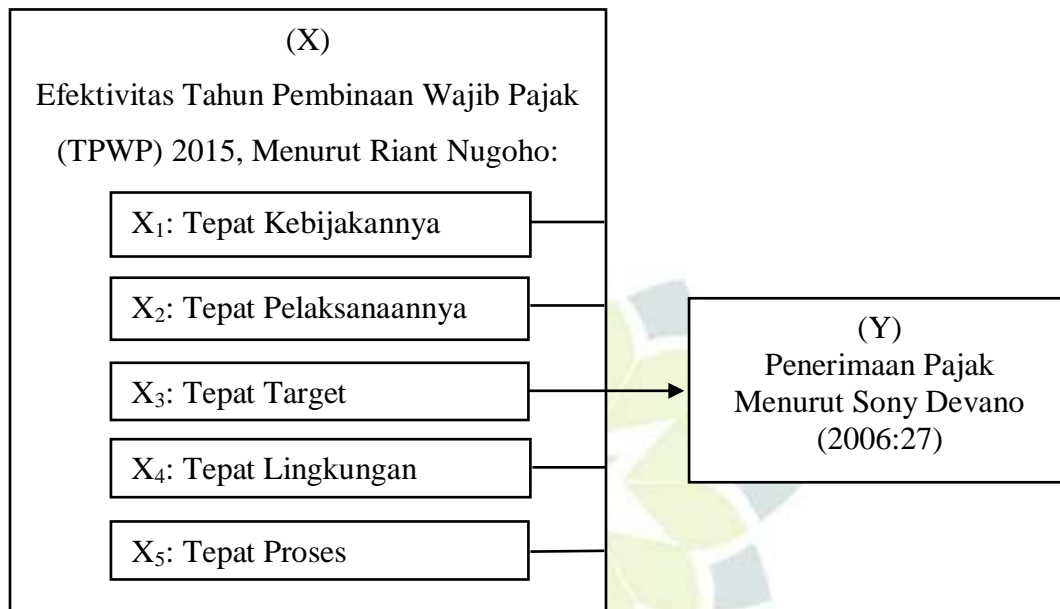 (X)
Efektivitas Tahun Pembinaan Wajib Pajak
(TPWP) 2015, Menurut Riant Nugoho:
X₁: Tepat Kebijakannya
X₂: Tepat Pelaksanaannya
X₃: Tepat Target
X₄: Tepat Lingkungan
X₅: Tepat Proses
(Y)
Penerimaan Pajak
Menurut Sony Devano
(2006:27)